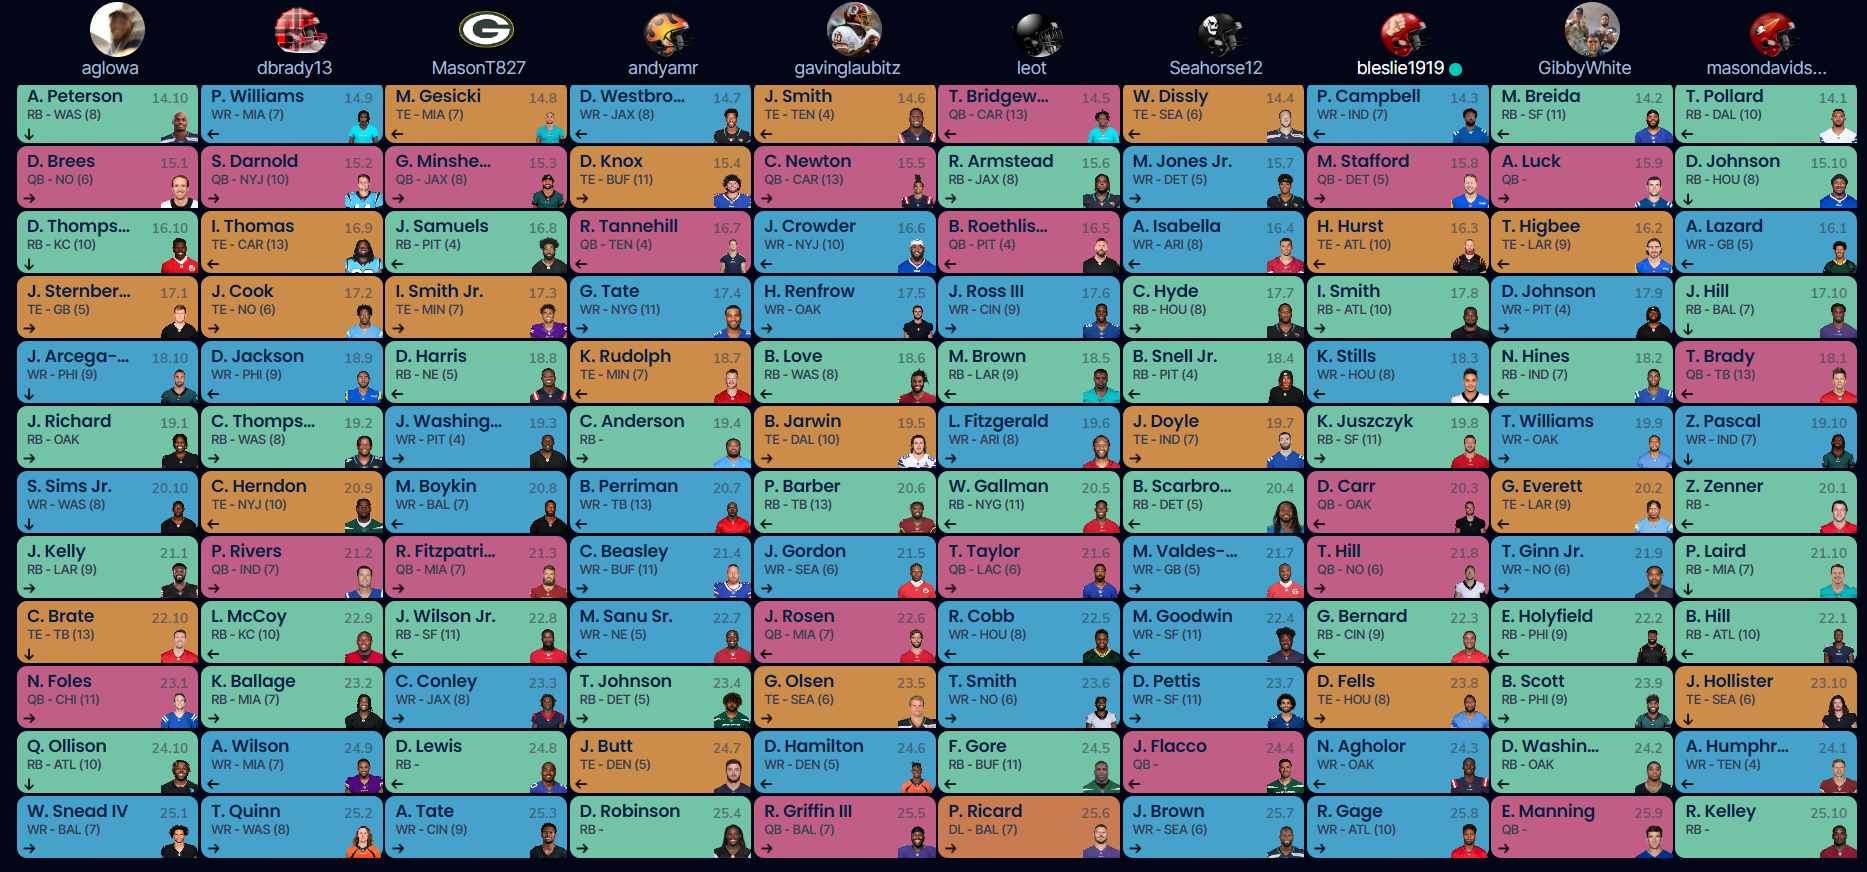 aglowa dbrady13 MasonT827 andyamr gavinglaubitz leot Seahorse12 bleslie1919 GibbyWhite masondavids...
A. Peterson 14.10 P. Williams 14.9 M. Gesicki 14.8 D. Westbro... 14.7 J. Smith 14.6 T. Bridgew... 14.5 W. Dissly 14.4 P. Campbell 14.3 M. Breida 14.2 T. Pollard 14.1
RB - WAS (8) WR - MIA (7) TE - MIA (7) WR - JAX (8) TE - TEN (4) QB - CAR (13) TE - SEA (6) WR - IND (7) RB - SF (11) RB - DAL (10)
D. Brees 15.1 S. Darnold 15.2 G. Minshe... 15.3 D. Knox 15.4 C. Newton 15.5 R. Armstead 15.6 M. Jones Jr. 15.7 M. Stafford 15.8 A. Luck 15.9 D. Johnson 15.10
QB - NO (6) QB - NYJ (10) QB - JAX (8) TE - BUF (11) QB - CAR (13) RB - JAX (8) WR - DET (5) QB - DET (5) QB - RB - HOU (8)
D. Thomps... 16.10 I. Thomas 16.9 J. Samuels 16.8 R. Tannehill 16.7 J. Crowder 16.6 B. Roethlis... 16.5 A. Isabella 16.4 H. Hurst 16.3 T. Higbee 16.2 A. Lazard 16.1
RB - KC (10) TE - CAR (13) RB - PIT (4) QB - TEN (4) WR - NYJ (10) QB - PIT (4) WR - ARI (8) TE - ATL (10) TE - LAR (9) WR - GB (5)
J. Sternber... 17.1 J. Cook 17.2 I. Smith Jr. 17.3 G. Tate 17.4 H. Renfrow 17.5 J. Ross III 17.6 C. Hyde 17.7 I. Smith 17.8 D. Johnson 17.9 J. Hill 17.10
TE - GB (5) TE - NO (6) TE - MIN (7) WR - NYG (11) WR - OAK WR - CIN (9) RB - HOU (8) RB - ATL (10) WR - PIT (4) RB - BAL (7)
J. Arcega-... 18.10 D. Jackson 18.9 D. Harris 18.8 K. Rudolph 18.7 B. Love 18.6 M. Brown 18.5 B. Snell Jr. 18.4 K. Stills 18.3 N. Hines 18.2 T. Brady 18.1
WR - PHI (9) WR - PHI (9) RB - NE (5) TE - MIN (7) RB - WAS (8) RB - LAR (9) RB - PIT (4) WR - HOU (8) RB - IND (7) QB - TB (13)
J. Richard 19.1 C. Thomps... 19.2 J. Washing... 19.3 C. Anderson 19.4 B. Jarwin 19.5 L. Fitzgerald 19.6 J. Doyle 19.7 K. Juszczyk 19.8 T. Williams 19.9 Z. Pascal 19.10
RB - OAK RB - WAS (8) WR - PIT (4) RB - TE - DAL (10) WR - ARI (8) TE - IND (7) RB - SF (11) WR - OAK WR - IND (7)
S. Sims Jr. 20.10 C. Herndon 20.9 M. Boykin 20.8 B. Perriman 20.7 P. Barber 20.6 W. Gallman 20.5 B. Scarbro... 20.4 D. Carr 20.3 G. Everett 20.2 Z. Zenner 20.1
WR - WAS (8) TE - NYJ (10) WR - BAL (7) WR - TB (13) RB - TB (13) RB - NYG (11) RB - DET (5) QB - OAK TE - LAR (9) RB -
J. Kelly 21.1 P. Rivers 21.2 R. Fitzpatri... 21.3 C. Beasley 21.4 J. Gordon 21.5 T. Taylor 21.6 M. Valdes-... 21.7 T. Hill 21.8 T. Ginn Jr. 21.9 P. Laird 21.10
RB - LAR (9) QB - IND (7) QB - MIA (7) WR - BUF (11) WR - SEA (6) QB - LAC (6) WR - GB (5) QB - NO (6) WR - NO (6) RB - MIA (7)
C. Brate 22.10 L. McCoy 22.9 J. Wilson Jr. 22.8 M. Sanu Sr. 22.7 J. Rosen 22.6 R. Cobb 22.5 M. Goodwin 22.4 G. Bernard 22.3 E. Holyfield 22.2 B. Hill 22.1
TE - TB (13) RB - KC (10) RB - SF (11) WR - NE (5) QB - MIA (7) WR - HOU (8) WR - SF (11) RB - CIN (9) RB - PHI (9) RB - ATL (10)
N. Foles 23.1 K. Ballage 23.2 C. Conley 23.3 T. Johnson 23.4 G. Olsen 23.5 T. Smith 23.6 D. Pettis 23.7 D. Fells 23.8 B. Scott 23.9 J. Hollister 23.10
QB - CHI (11) RB - MIA (7) WR - JAX (8) RB - DET (5) TE - SEA (6) WR - NO (6) WR - SF (11) TE - HOU (8) RB - PHI (9) TE - SEA (6)
Q. Ollison 24.10 A. Wilson 24.9 D. Lewis 24.8 J. Butt 24.7 D. Hamilton 24.6 F. Gore 24.5 J. Flacco 24.4 N. Agholor 24.3 D. Washin... 24.2 A. Humphr... 24.1
RB - ATL (10) WR - MIA (7) RB - TE - DEN (5) WR - DEN (5) RB - BUF (11) QB - WR - OAK RB - OAK WR - TEN (4)
W. Snead IV 25.1 T. Quinn 25.2 A. Tate 25.3 D. Robinson 25.4 R. Griffin III 25.5 P. Ricard 25.6 J. Brown 25.7 R. Gage 25.8 E. Manning 25.9 R. Kelley 25.10
WR - BAL (7) WR - WAS (8) WR - CIN (9) RB - QB - BAL (7) DL - BAL (7) WR - SEA (6) WR - ATL (10) QB - RB -